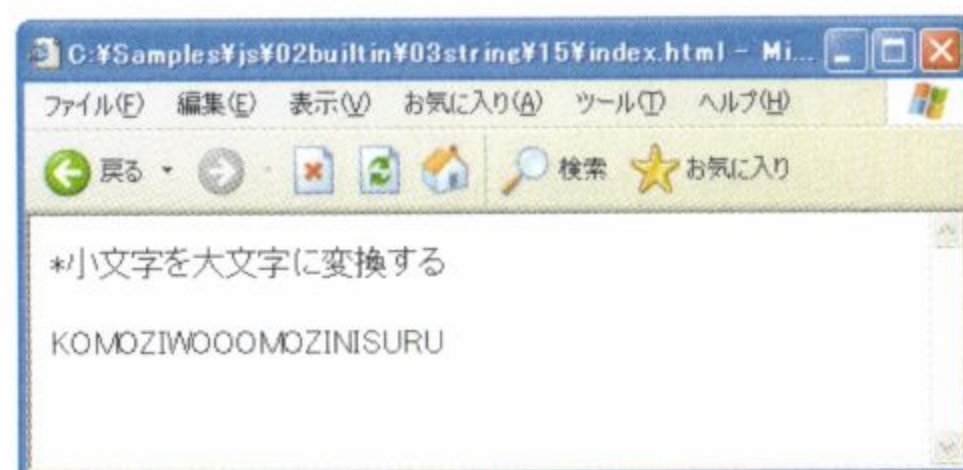 C:¥Samples¥js¥02builtin¥03string¥15¥index.html - Mi...
ファイル(F) 編集(E) 表示(V) お気に入り(A) ツール(T) ヘルプ(H)
戻る 検索 お気に入り
*小文字を大文字に変換する
KOMOZIWOOOMOZINISURU